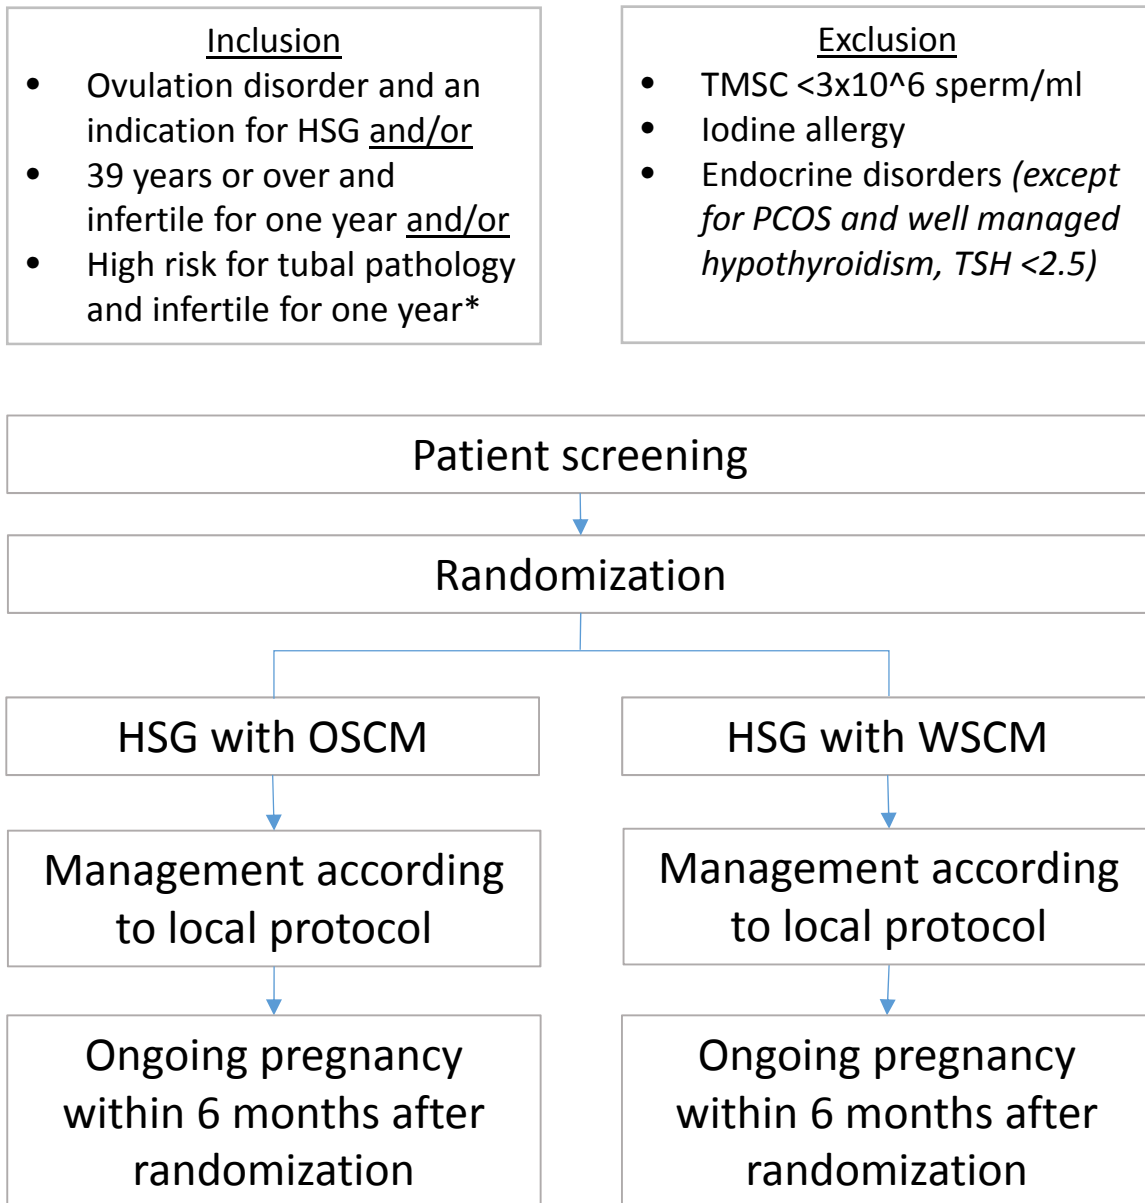 Inclusion
• Ovulation disorder and an
indication for HSG and/or
• 39 years or over and
infertile for one year and/or
• High risk for tubal pathology
and infertile for one year*
Exclusion
• TMSC <3x10^6 sperm/ml
• Iodine allergy
• Endocrine disorders (except
for PCOS and well managed
hypothyroidism, TSH <2.5)
Patient screening
Randomization
HSG with OSCM
HSG with WSCM
Management according
to local protocol
Management according
to local protocol
Ongoing pregnancy
within 6 months after
randomization
Ongoing pregnancy
within 6 months after
randomization